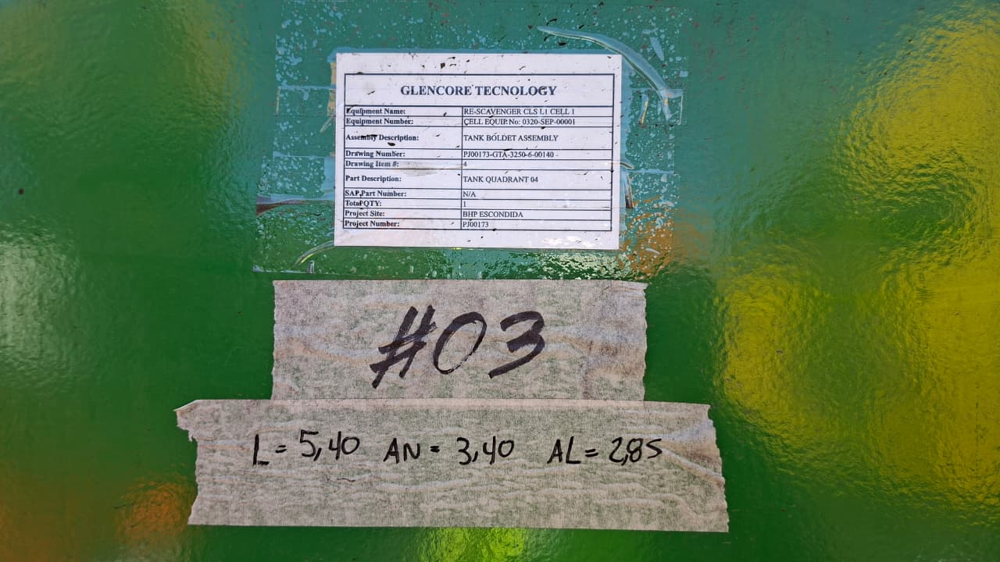 GLENCORE TECNOLOGY
Equipment Name: RE-SCAVENGER CLS L1 CELL 1
Equipment Number: CELL EQUIP. No: 0320-SEP-00001
Assembly Description: TANK BOLDET ASSEMBLY
Drawing Number: PJ00173-GTA-3250-6-00140 -
Drawing Item #: 4
Part Description: TANK QUADRANT 04
SAP Part Number: N/A
Total QTY: 1
Project Site: BHP ESCONDIDA
Project Number: PJ00173
#03
L = 5,40 AN = 3,40 AL = 2,85